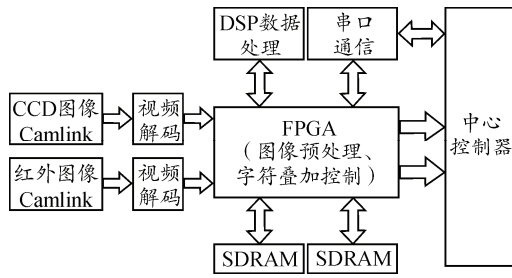 DSP数据
处理
串口
通信
CCD图像
Camlink
视频
解码
FPGA
(图像预处理、
字符叠加控制)
中心
控制器
红外图像
Camlink
视频
解码
SDRAM
SDRAM